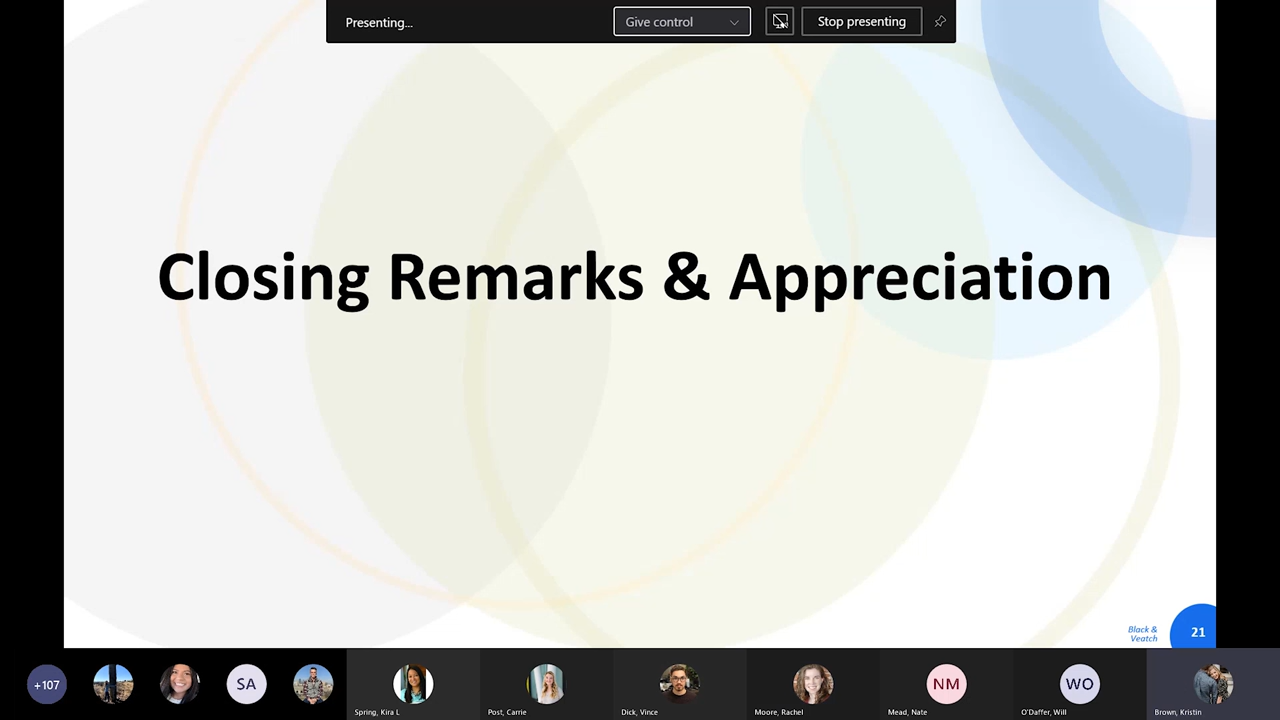 Presenting...
Give control
Stop presenting
Closing Remarks & Appreciation
Black &
Veatch
21
+107
SA
NM
WO
Spring, Kira L
Post, Carrie
Dick, Vince
Moore, Rachel
Mead, Nate
O'Daffer, Will
Brown, Kristin